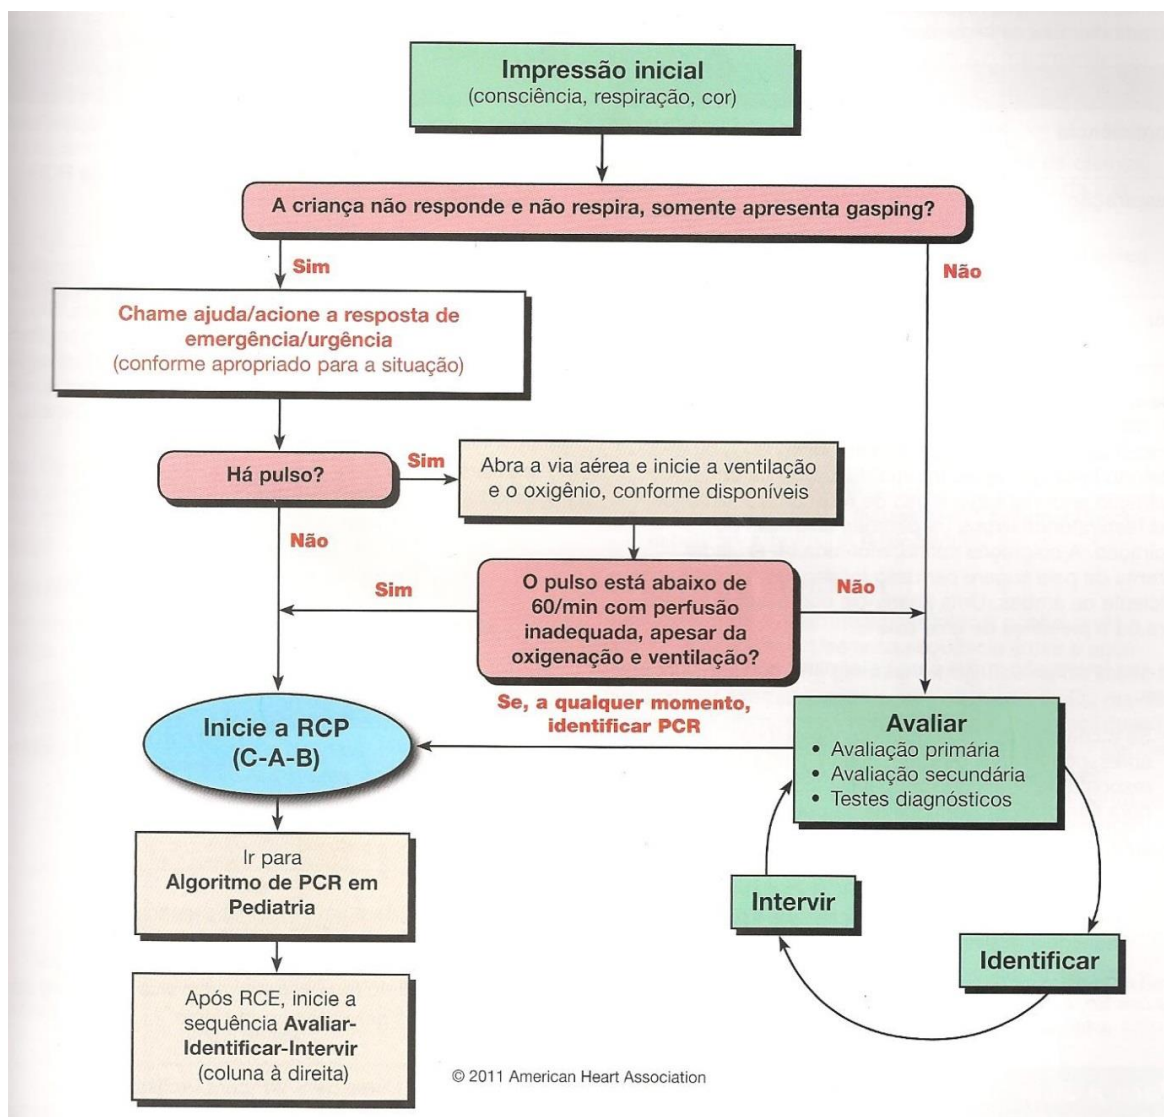 Impressão inicial
(consciência, respiração, cor)
A criança não responde e não respira, somente apresenta gasping?
Sim
Não
Chame ajuda/acione a resposta de
emergência/urgência
(conforme apropriado para a situação)
Há pulso?
Sim
Abra a via aérea e inicie a ventilação
e o oxigênio, conforme disponíveis
Não
Sim
O pulso está abaixo de
60/min com perfusão
inadequada, apesar da
oxigenação e ventilação?
Não
Se, a qualquer momento,
identificar PCR
Inicie a RCP
(C-A-B)
Avaliar
• Avaliação primária
• Avaliação secundária
• Testes diagnósticos
Ir para
Algoritmo de PCR em
Pediatria
Intervir
Identificar
Após RCE, inicie a
sequência Avaliar-
Identificar-Intervir
(coluna à direita)
© 2011 American Heart Association